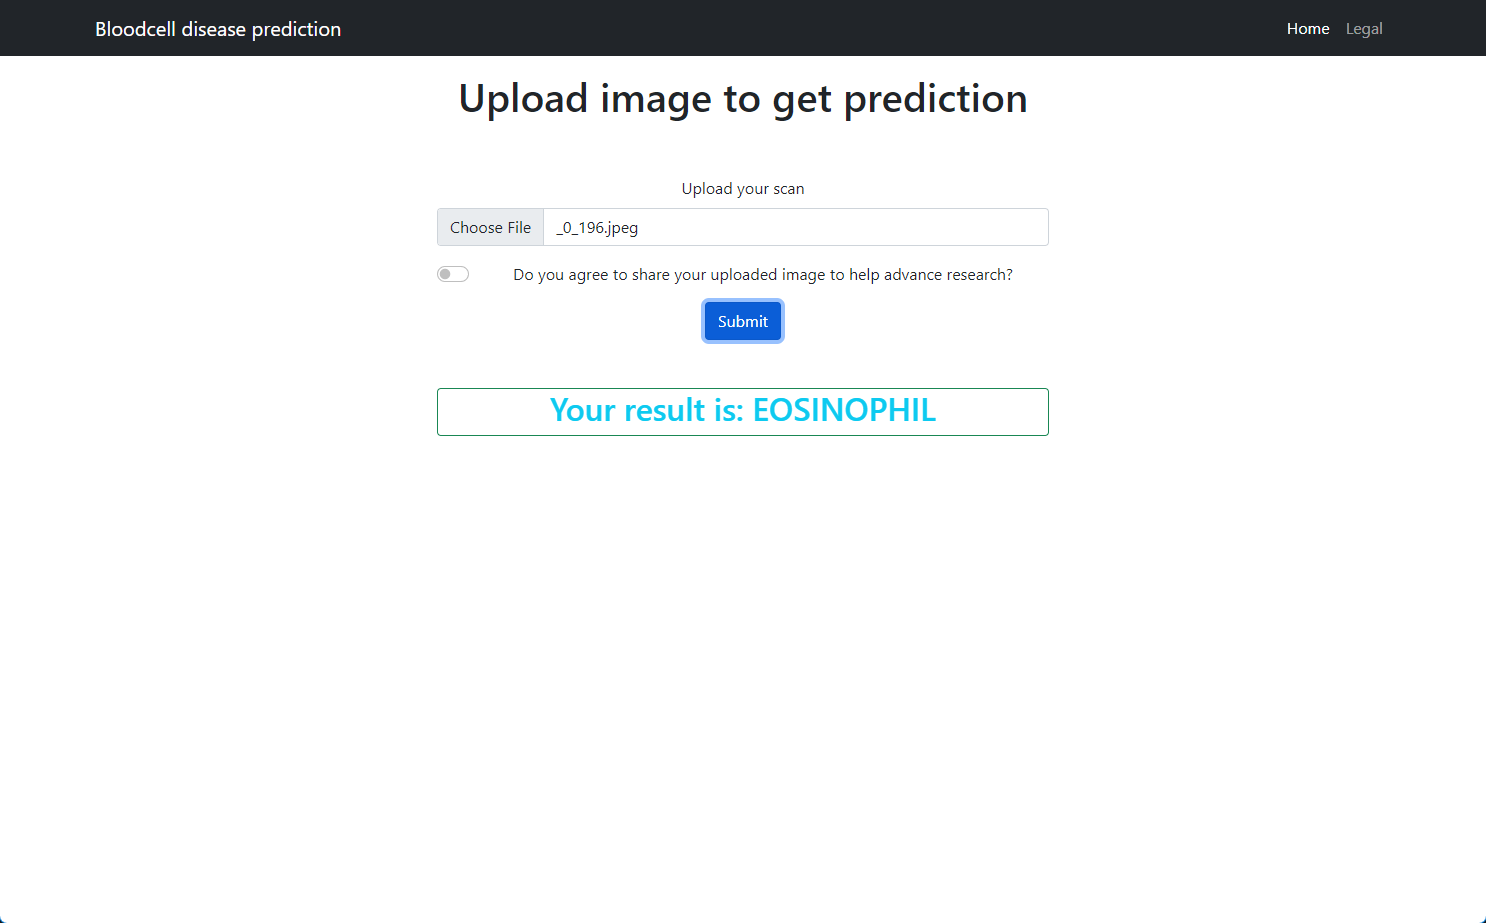 Bloodcell disease prediction
Home Legal
Upload image to get prediction
Upload your scan
Choose File _0_196.jpeg
Do you agree to share your uploaded image to help advance research?
Submit
Your result is: EOSINOPHIL